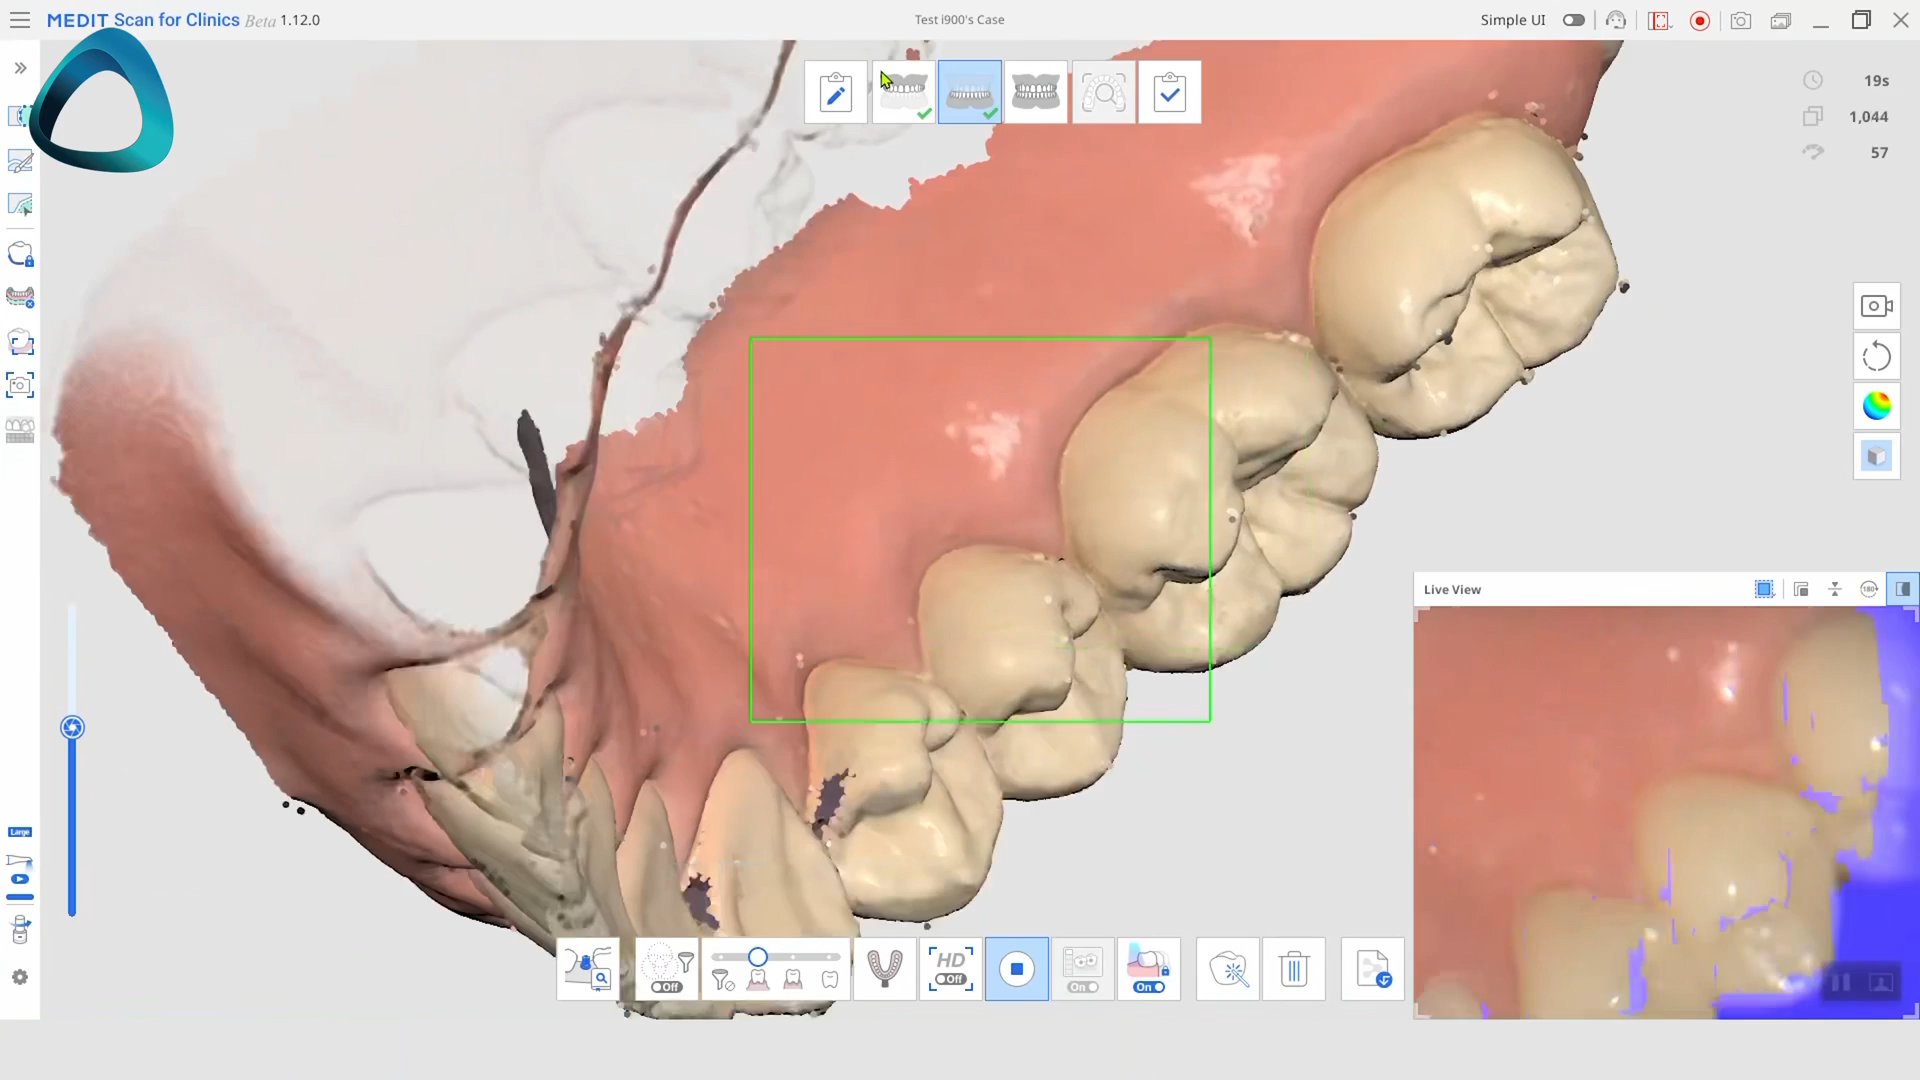 MEDIT Scan for Clinics Beta 1.12.0
Test i900's Case
Simple UI
19s
1,044
57
Live View
180
Large
Off
HD
Off
On
On